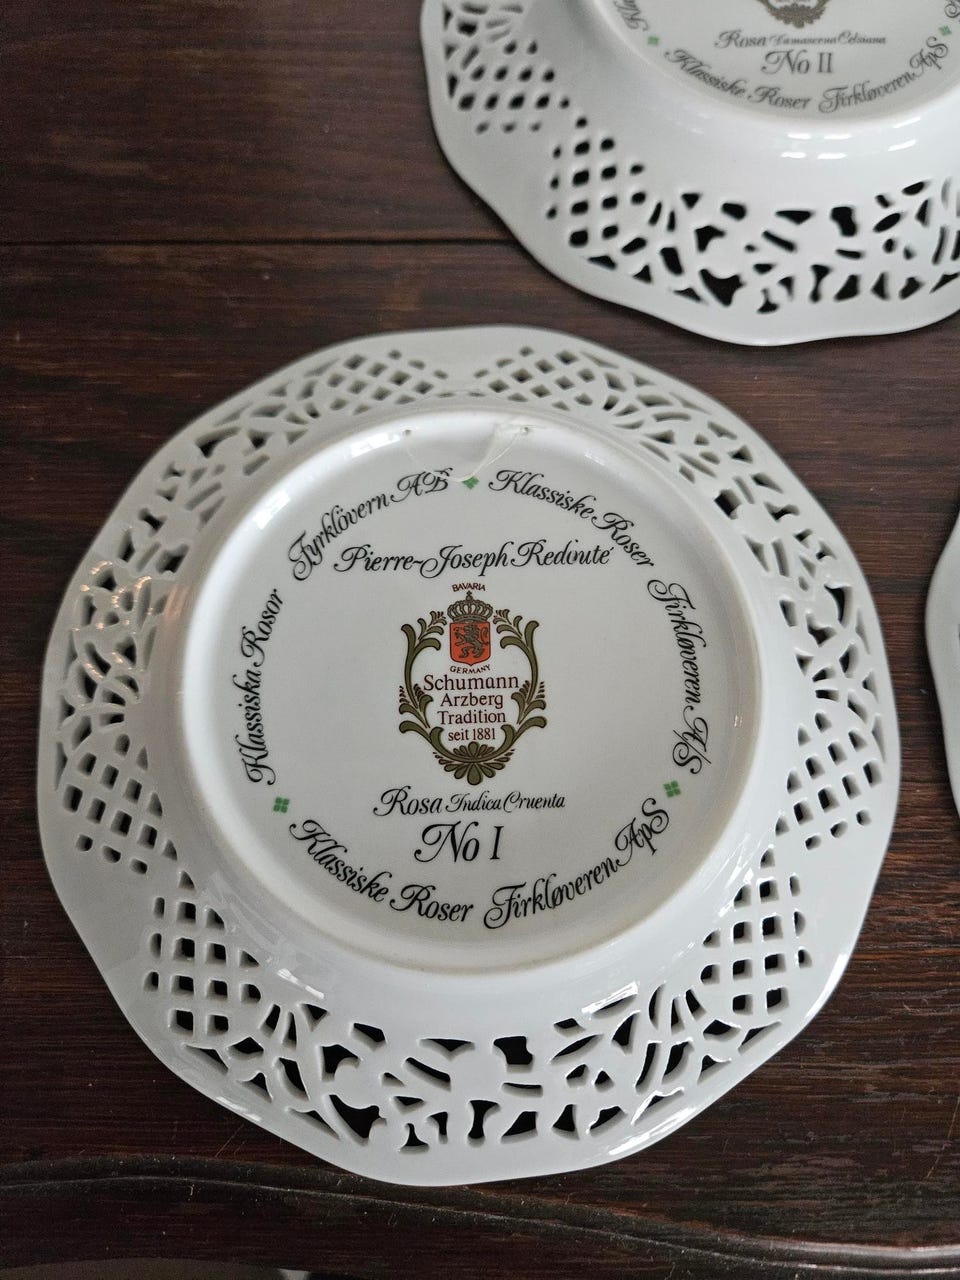 Rosa Damascena Celsiana
No II
Klassiske Roser Firkløveren ApS
Fyrklövern AB
Klassiske Roser
Firkløveren A/S
Klassiska Rosor
Pierre-Joseph Redouté
BAVARIA
GERMANY
Schumann
Arzberg
Tradition
seit 1881
Rosa Indica Cruenta
No I
Klassiske Roser Firkløveren ApS